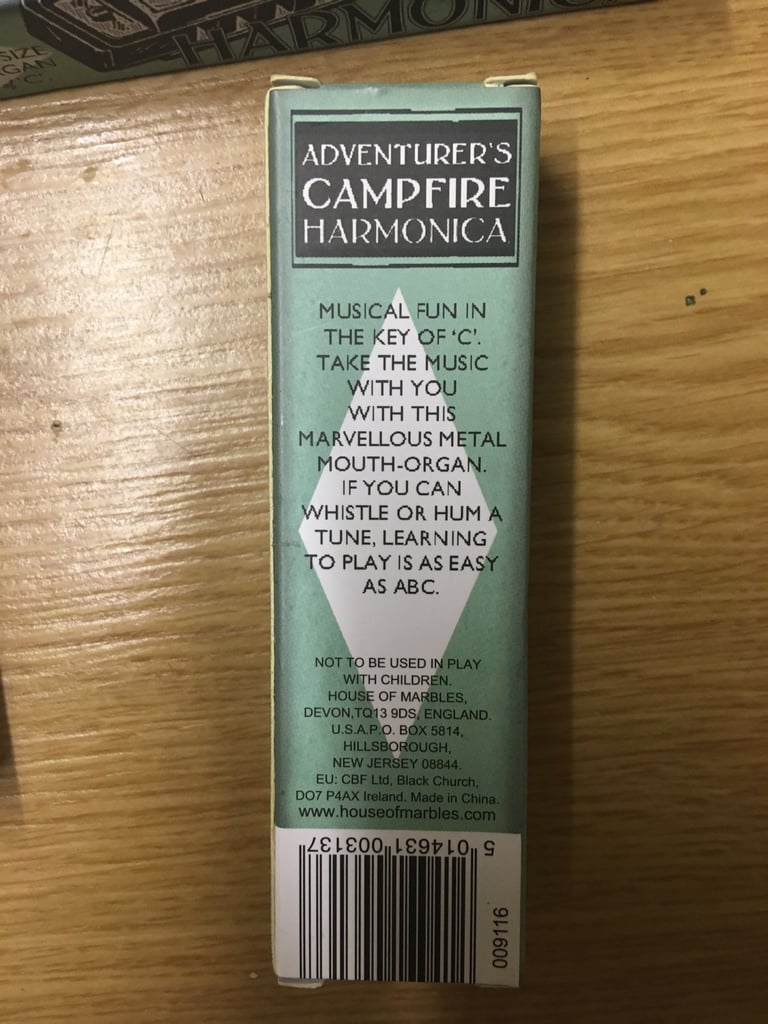 SIZE
HARMONICA
GAN
'C'.
ADVENTURER'S
CAMPFIRE
HARMONICA
MUSICAL FUN IN
THE KEY OF 'C'.
TAKE THE MUSIC
WITH YOU
WITH THIS
MARVELLOUS METAL
MOUTH-ORGAN.
IF YOU CAN
WHISTLE OR HUM A
TUNE, LEARNING
TO PLAY IS AS EASY
AS ABC.
NOT TO BE USED IN PLAY
WITH CHILDREN.
HOUSE OF MARBLES,
DEVON,TQ13 9DS, ENGLAND.
U.S.A.P.O. BOX 5814,
HILLSBOROUGH,
NEW JERSEY 08844.
EU: CBF Ltd, Black Church,
DO7 P4AX Ireland. Made in China.
www.houseofmarbles.com
5 014631 003137
009116